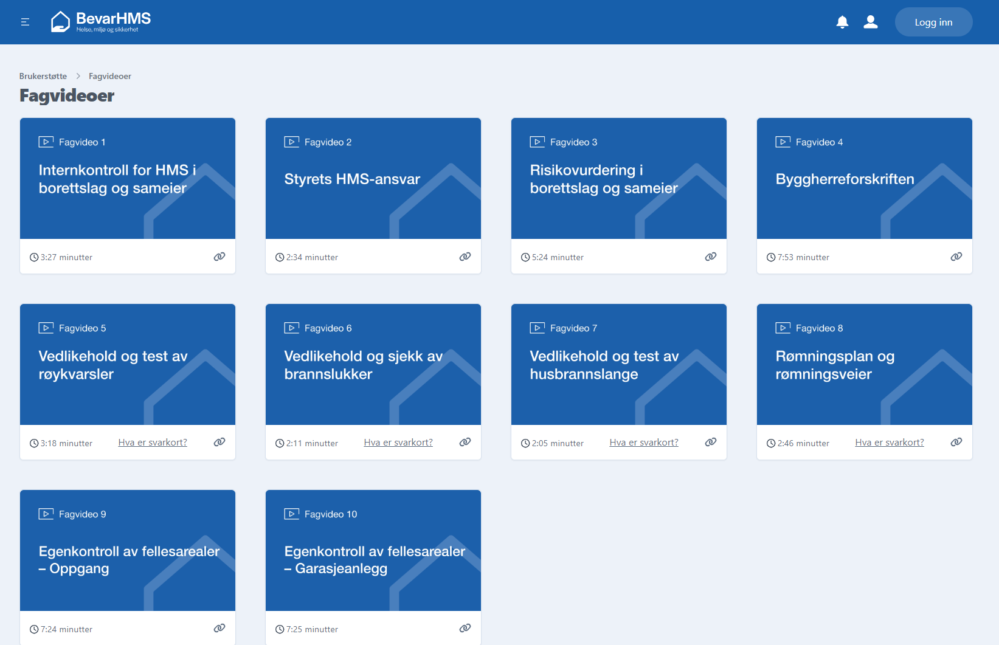 BevarHMS
Helse, miljø og sikkerhet
Logg inn
Brukerstøtte
Fagvideoer
Fagvideoer
Fagvideo 1
Internkontroll for HMS i
borettslag og sameier
3:27 minutter
Fagvideo 2
Styrets HMS-ansvar
2:34 minutter
Fagvideo 3
Risikovurdering i
borettslag og sameier
5:24 minutter
Fagvideo 4
Byggherreforskriften
7:53 minutter
Fagvideo 5
Vedlikehold og test av
røykvarsler
3:18 minutter
Hva er svarkort?
Fagvideo 6
Vedlikehold og sjekk av
brannslukker
2:11 minutter
Hva er svarkort?
Fagvideo 7
Vedlikehold og test av
husbrannslange
2:05 minutter
Hva er svarkort?
Fagvideo 8
Rømningsplan og
rømningsveier
2:46 minutter
Hva er svarkort?
Fagvideo 9
Egenkontroll av fellesarealer
– Oppgang
7:24 minutter
Fagvideo 10
Egenkontroll av fellesarealer
– Garasjeanlegg
7:25 minutter